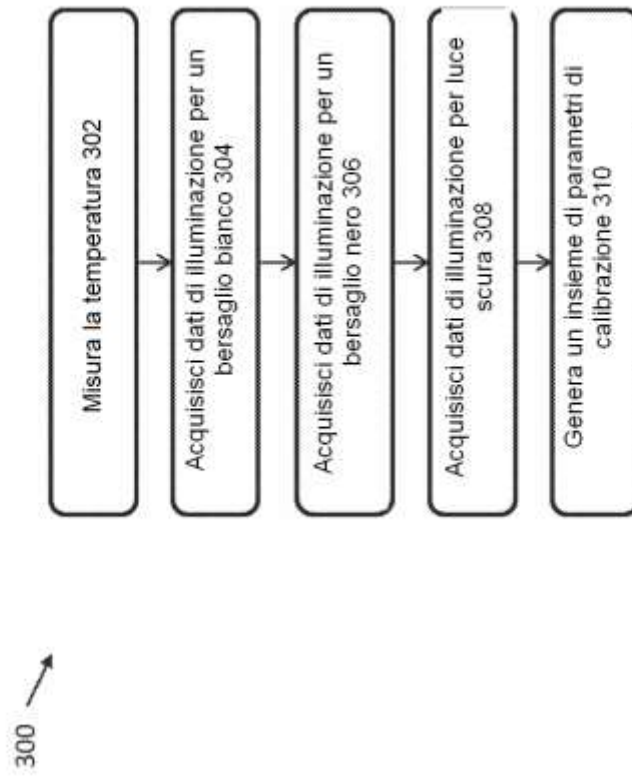 300
Misura la temperatura 302
Acquisisci dati di illuminazione per un
bersaglio bianco 304
Acquisisci dati di illuminazione per un
bersaglio nero 306
Acquisisci dati di illuminazione per luce
scura 308
Genera un insieme di parametri di
calibrazione 310